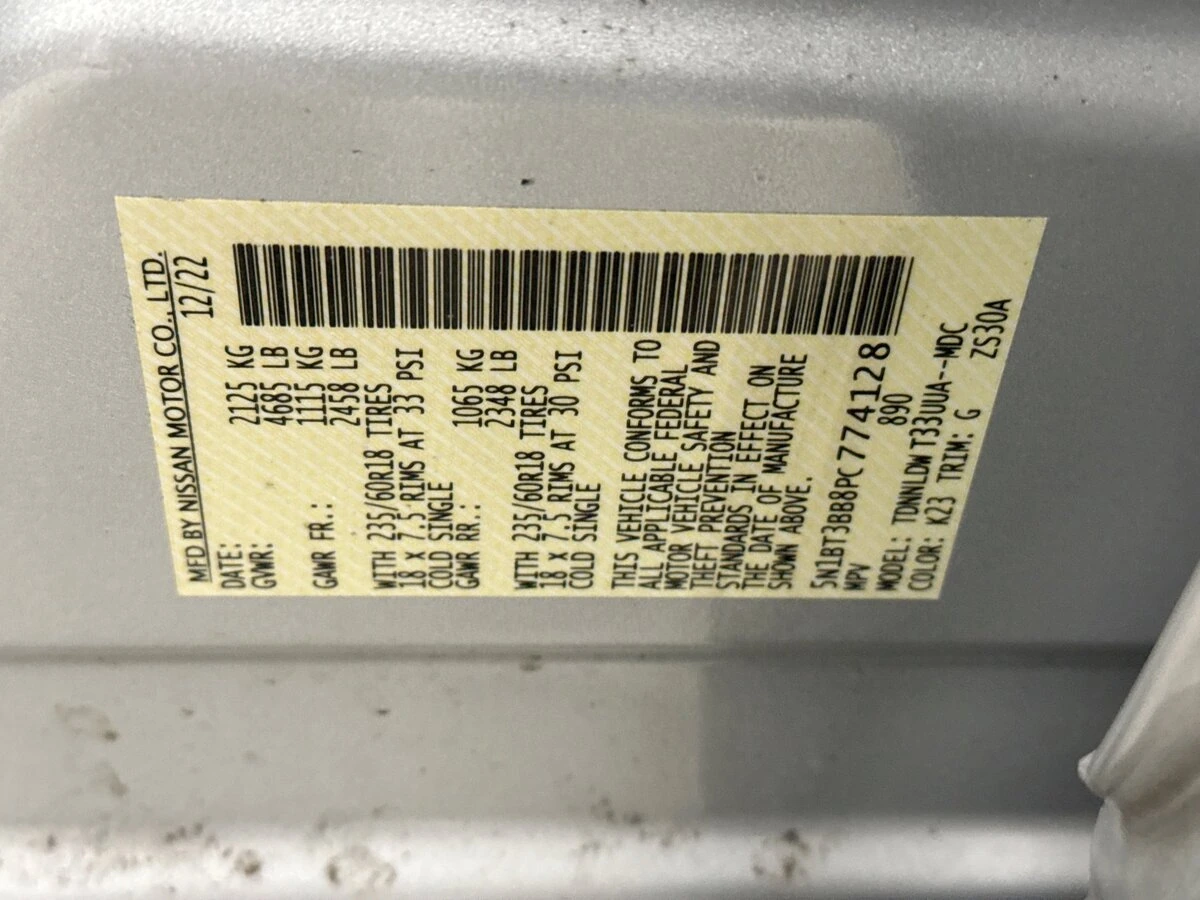 MFD BY NISSAN MOTOR CO., LTD.
DATE: 12/22
GVWR: 2125 KG
4685 LB
GAWR FR.: 1115 KG
2458 LB
WITH 235/60R18 TIRES
18 X 7.5 RIMS AT 33 PSI
COLD SINGLE
GAWR RR.: 1065 KG
2348 LB
WITH 235/60R18 TIRES
18 X 7.5 RIMS AT 30 PSI
COLD SINGLE
THIS VEHICLE CONFORMS TO
ALL APPLICABLE FEDERAL
MOTOR VEHICLE SAFETY AND
THEFT PREVENTION
STANDARDS IN EFFECT ON
THE DATE OF MANUFACTURE
SHOWN ABOVE.
5N1BT3BB8PC774128
MPV 890
MODEL: TDNNLDW T33UUA--MDC
COLOR: K23 TRIM: G ZS30A